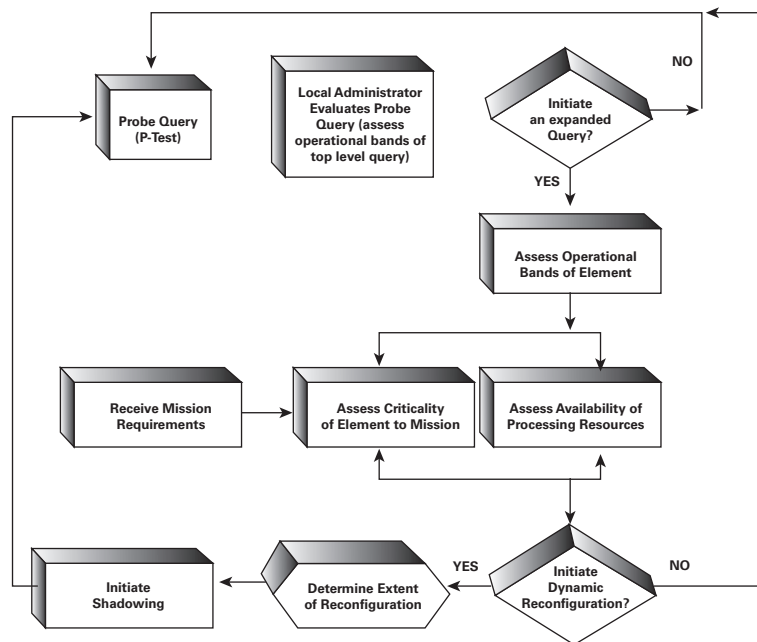 NO
Probe Query
(P-Test)
Local Administrator
Evaluates Probe
Query (assess
operational bands of
top level query)
Initiate
an expanded
Query?
YES
Assess Operational
Bands of Element
Receive Mission
Requirements
Assess Criticality
of Element to Mission
Assess Availability of
Processing Resources
Initiate
Shadowing
Determine Extent
of Reconfiguration
YES
Initiate
Dynamic
Reconfiguration?
NO